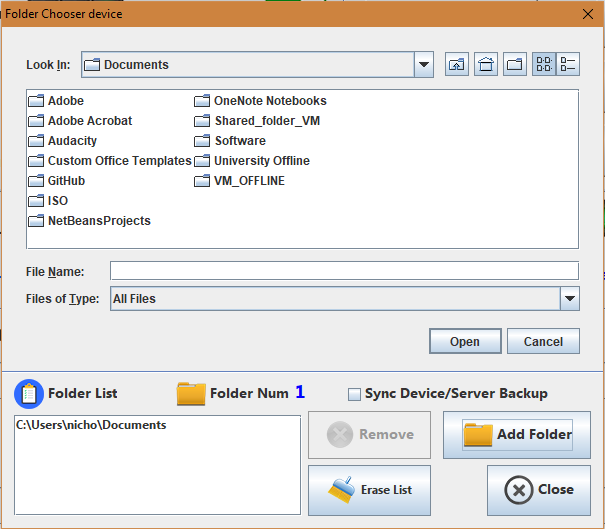 Folder Chooser device
Look In: Documents
Adobe OneNote Notebooks
Adobe Acrobat Shared_folder_VM
Audacity Software
Custom Office Templates University Offline
GitHub VM_OFFLINE
ISO
NetBeansProjects
File Name:
Files of Type: All Files
Open Cancel
Folder List Folder Num 1 Sync Device/Server Backup
C:\Users\nicho\Documents
Remove Add Folder
Erase List Close